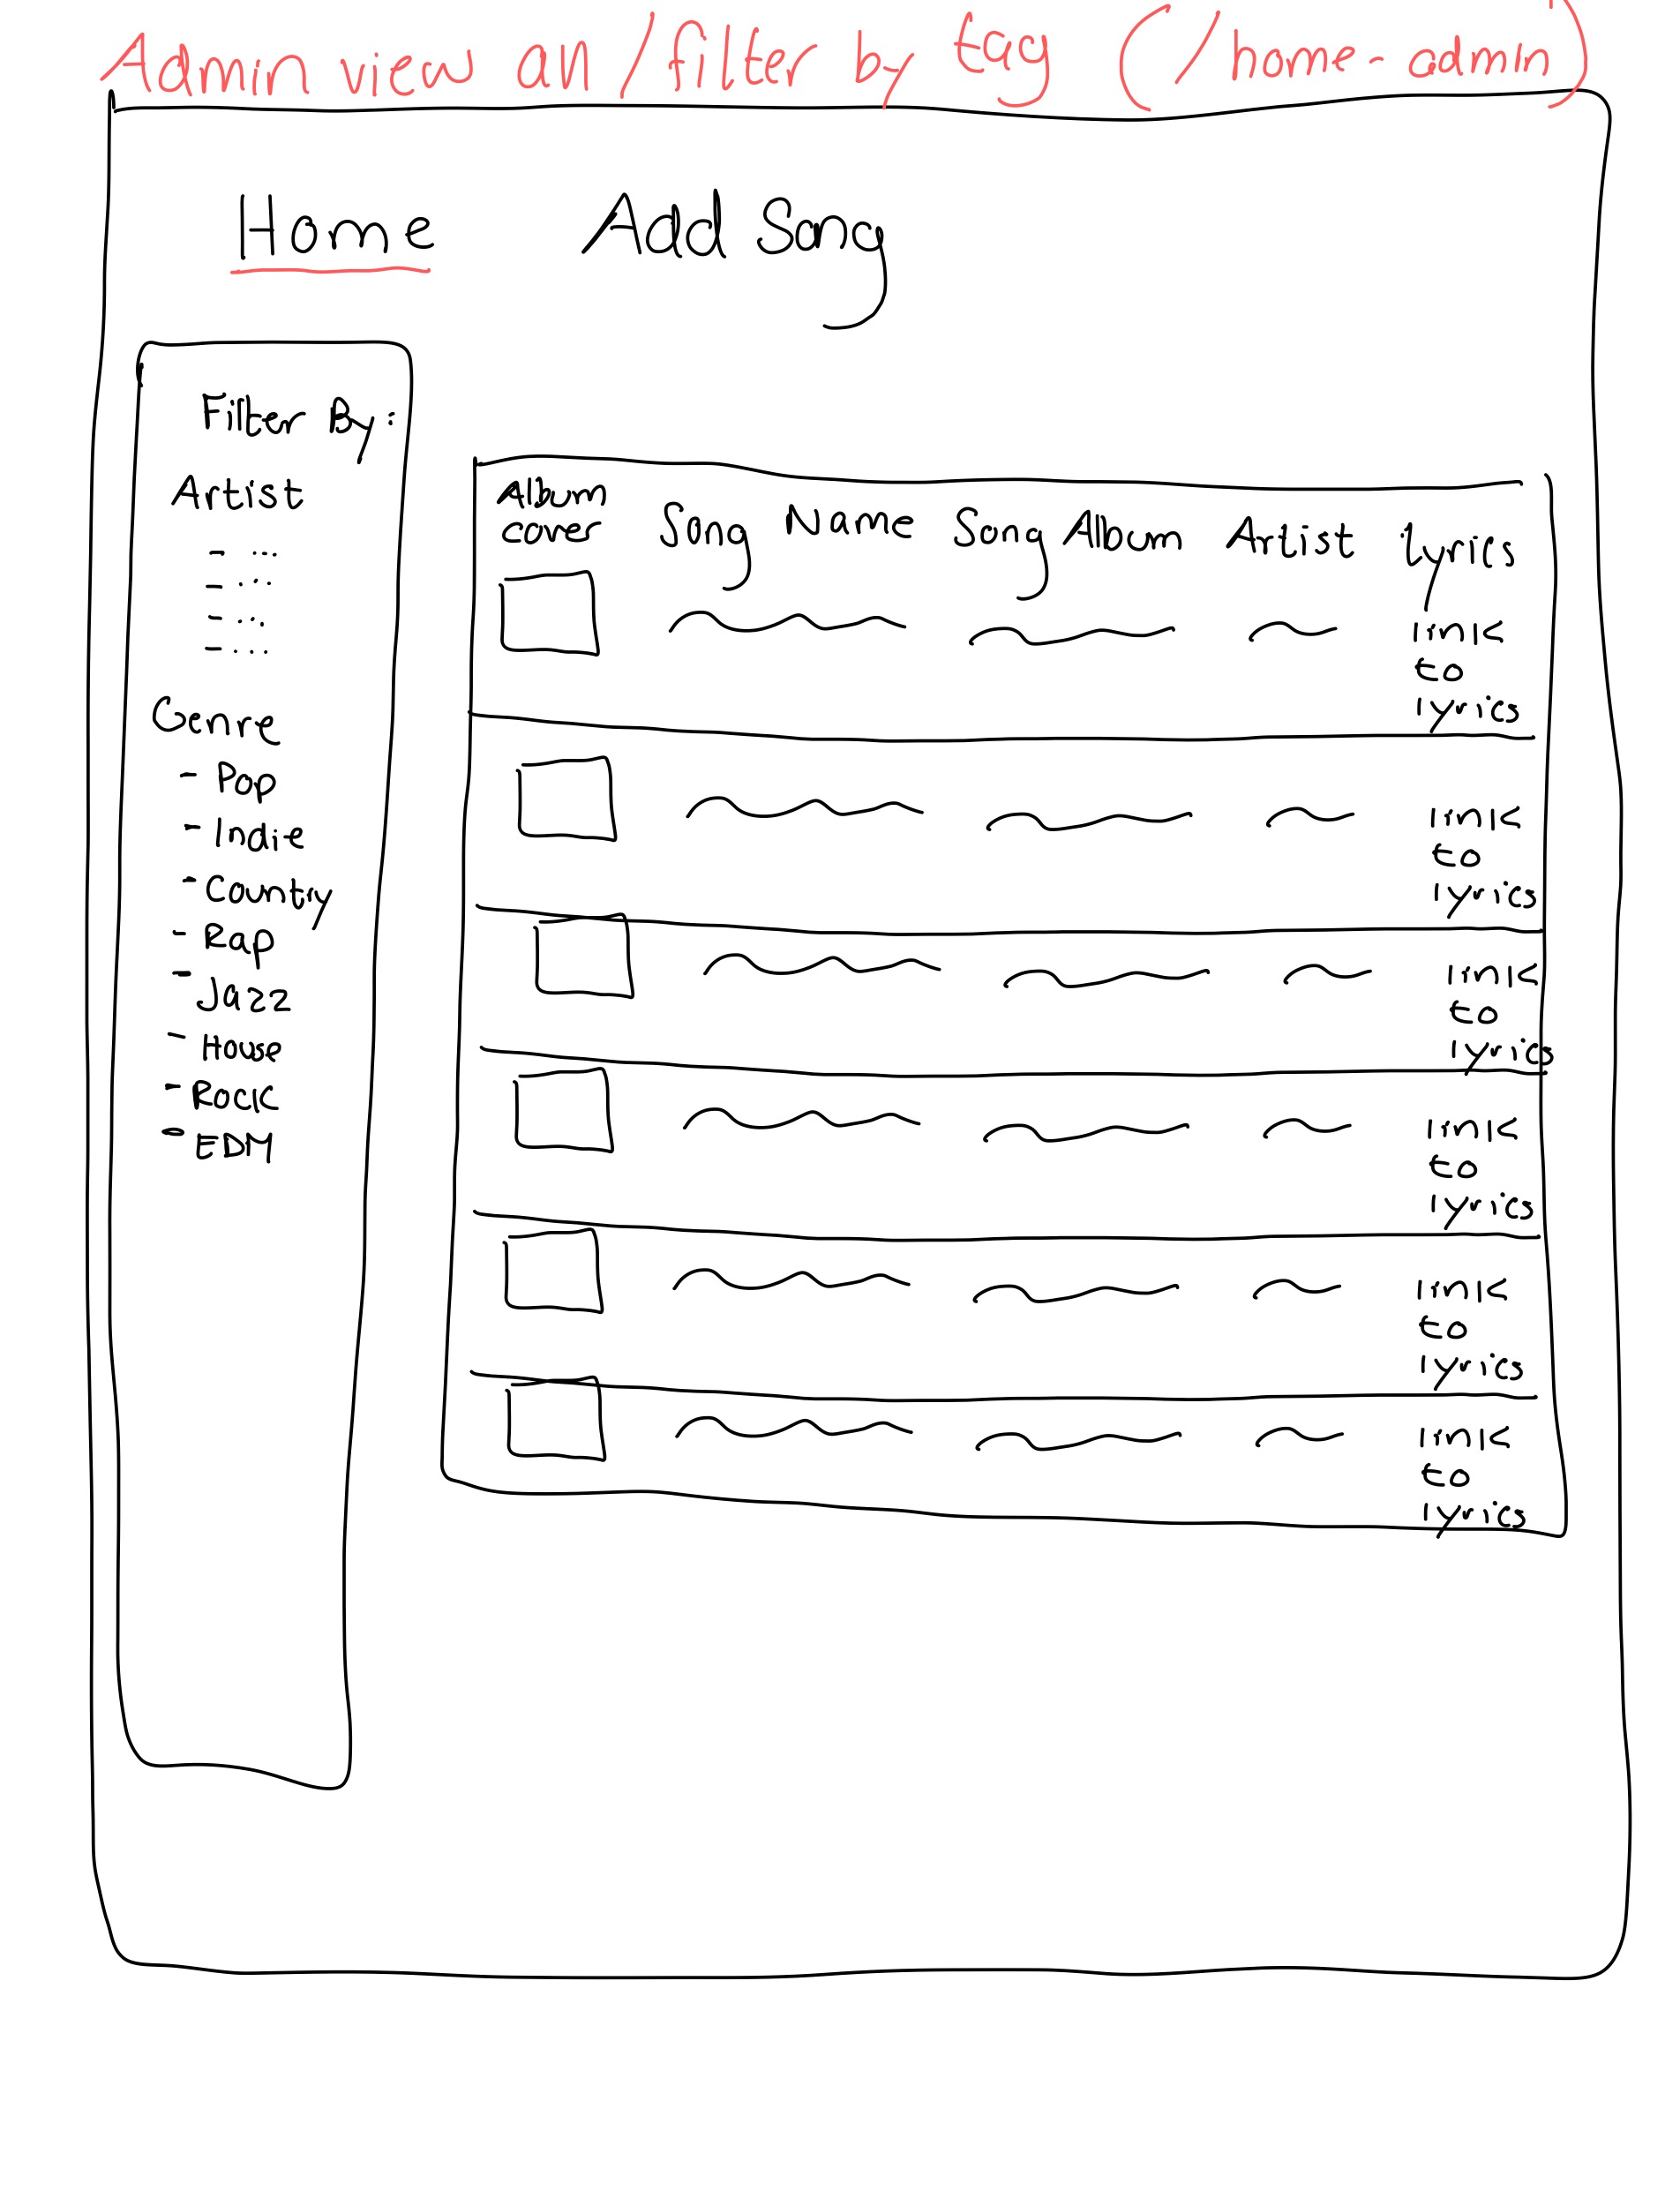 Admin view all/filter by tag (/home-admin)
Home Add Song
Filter By:
Artist
- ...
- ...
- ...
- ...
Genre
- Pop
- Indie
- Country
- Rap
- Jazz
- House
- Rock
- EDM
Album
cover Song Name Song Album Artist lyrics
link
to
lyrics
link
to
lyrics
link
to
lyrics
link
to
lyrics
link
to
lyrics
link
to
lyrics